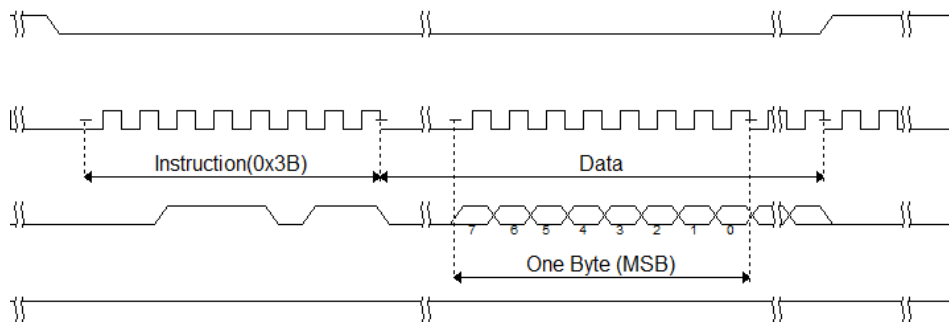 Instruction(0x3B)
Data
7 6 5 4 3 2 1 0
One Byte (MSB)